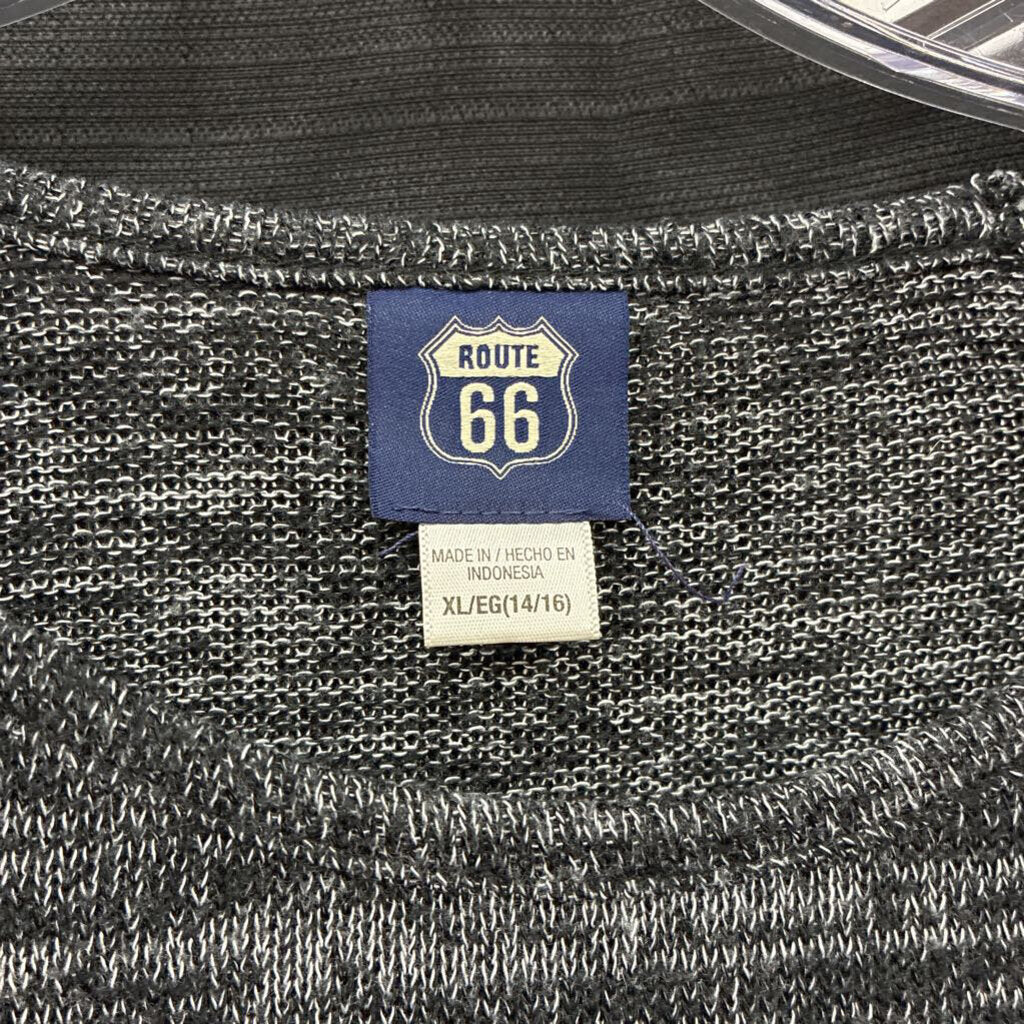 ROUTE
66
MADE IN / HECHO EN
INDONESIA
XL/EG(14/16)